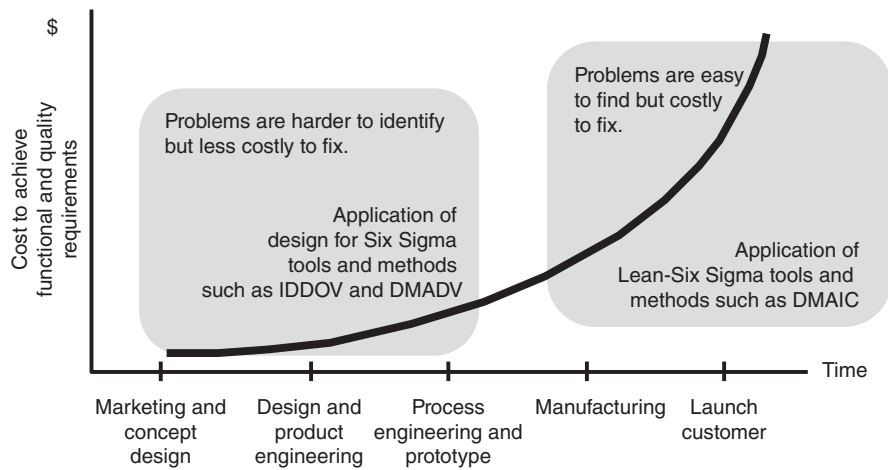 $
Cost to achieve
functional and quality
requirements
Problems are harder to identify
but less costly to fix.
Application of
design for Six Sigma
tools and methods
such as IDDOV and DMADV
Problems are easy
to find but costly
to fix.
Application of
Lean-Six Sigma tools and
methods such as DMAIC
Time
Marketing and
concept
design
Design and
product
engineering
Process
engineering and
prototype
Manufacturing
Launch
customer